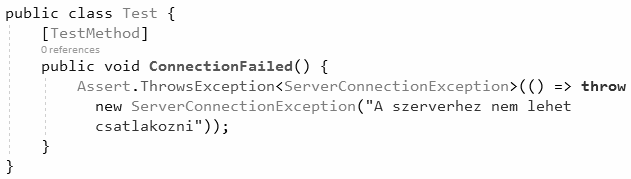 public class Test {
[TestMethod]
0 references
public void ConnectionFailed() {
Assert.ThrowsException<ServerConnectionException>(() => throw
new ServerConnectionException("A szerverhez nem lehet
csatlakozni"));
}
}